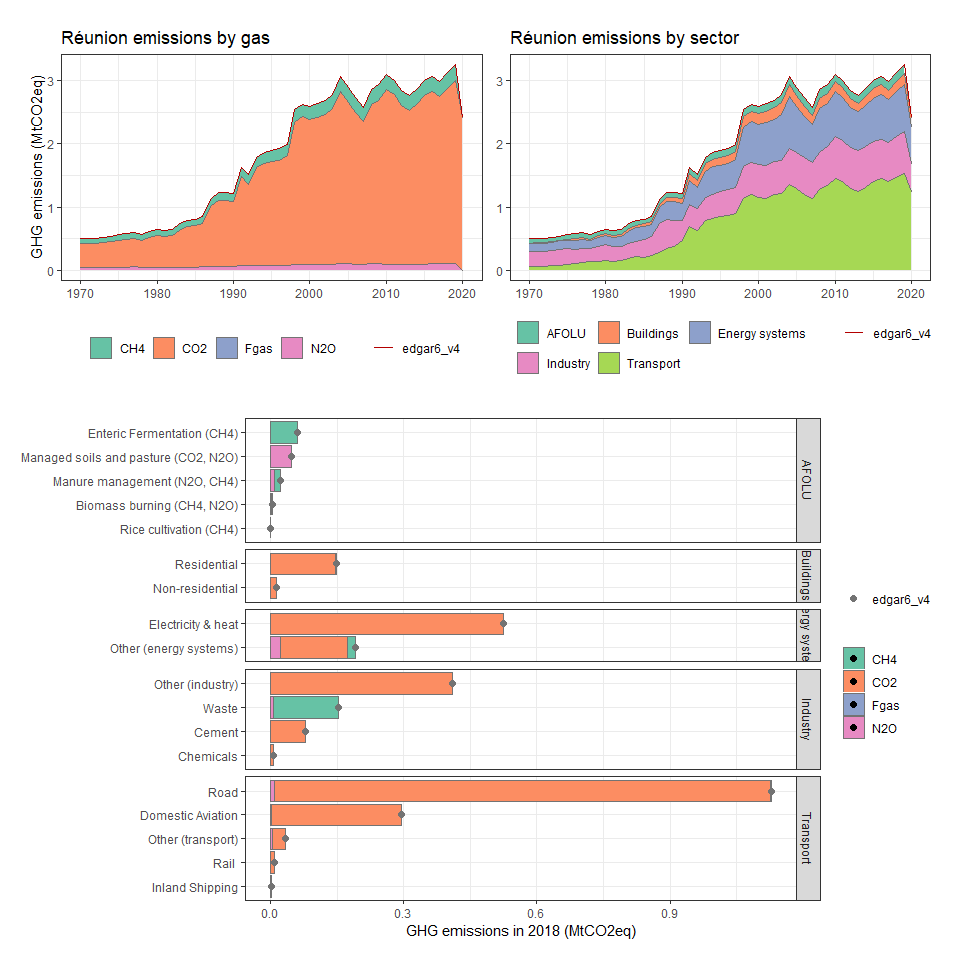 Réunion emissions by gas
Réunion emissions by sector
GHG emissions (MtCO2eq)
3
2
1
0
1970 1980 1990 2000 2010 2020
3
2
1
0
1970 1980 1990 2000 2010 2020
CH4 CO2 Fgas N2O edgar6_v4
AFOLU Buildings Energy systems edgar6_v4
Industry Transport
Enteric Fermentation (CH4)
Managed soils and pasture (CO2, N2O)
Manure management (N2O, CH4)
Biomass burning (CH4, N2O)
Rice cultivation (CH4)
AFOLU
Residential
Non-residential
Buildings
Electricity & heat
Other (energy systems)
ergy syste
Other (industry)
Waste
Cement
Chemicals
Industry
Road
Domestic Aviation
Other (transport)
Rail
Inland Shipping
Transport
0.0 0.3 0.6 0.9
GHG emissions in 2018 (MtCO2eq)
edgar6_v4
CH4
CO2
Fgas
N2O